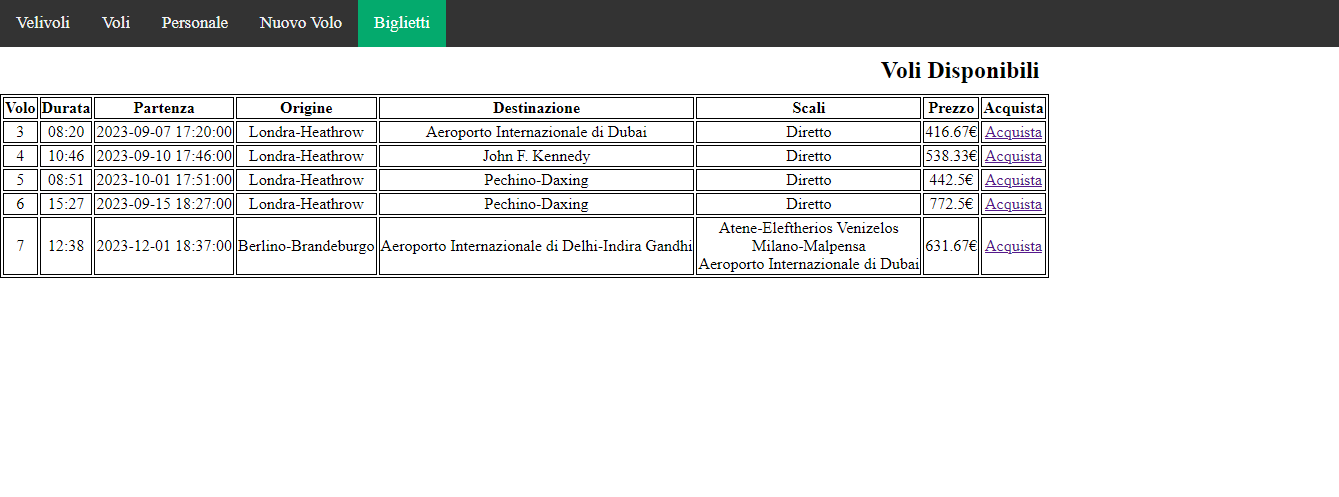 Velivoli Voli Personale Nuovo Volo Biglietti
Voli Disponibili
Volo Durata Partenza Origine Destinazione Scali Prezzo Acquista
3 08:20 2023-09-07 17:20:00 Londra-Heathrow Aeroporto Internazionale di Dubai Diretto 416.67€ Acquista
4 10:46 2023-09-10 17:46:00 Londra-Heathrow John F. Kennedy Diretto 538.33€ Acquista
5 08:51 2023-10-01 17:51:00 Londra-Heathrow Pechino-Daxing Diretto 442.5€ Acquista
6 15:27 2023-09-15 18:27:00 Londra-Heathrow Pechino-Daxing Diretto 772.5€ Acquista
7 12:38 2023-12-01 18:37:00 Berlino-Brandeburgo Aeroporto Internazionale di Delhi-Indira Gandhi Atene-Eleftherios Venizelos
Milano-Malpensa
Aeroporto Internazionale di Dubai 631.67€ Acquista